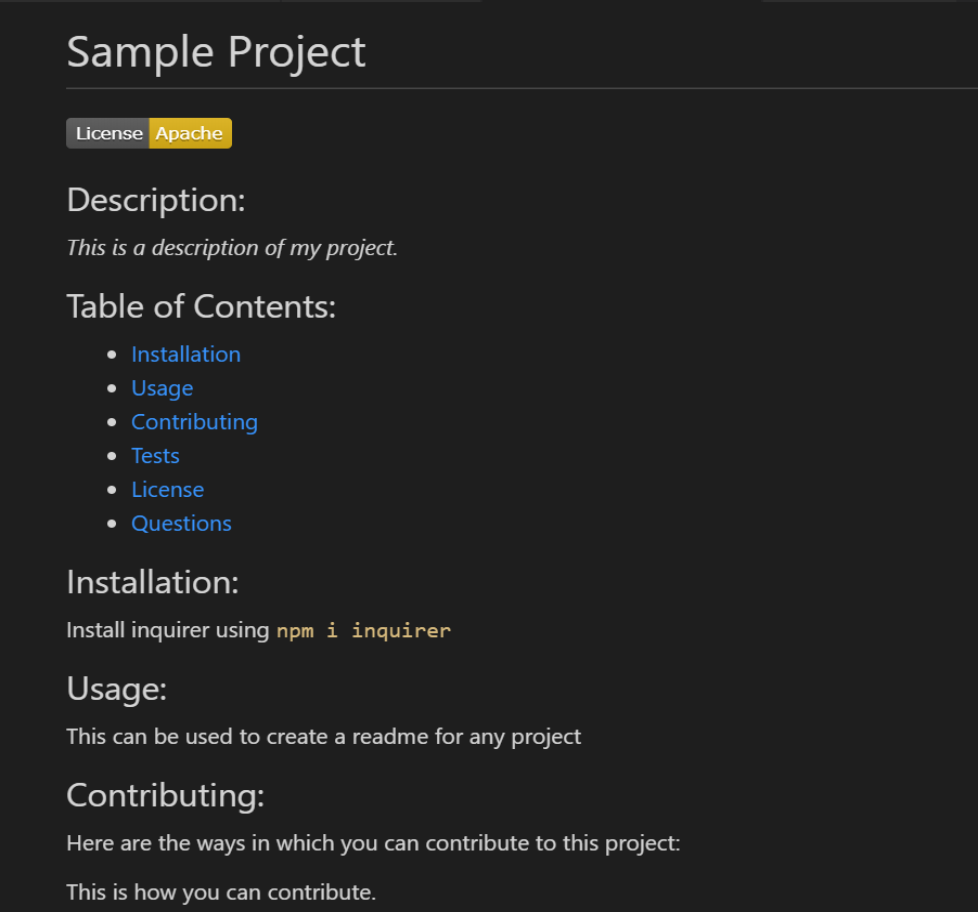 Sample Project
License Apache
Description:
This is a description of my project.
Table of Contents:
Installation
Usage
Contributing
Tests
License
Questions
Installation:
Install inquirer using npm i inquirer
Usage:
This can be used to create a readme for any project
Contributing:
Here are the ways in which you can contribute to this project:
This is how you can contribute.